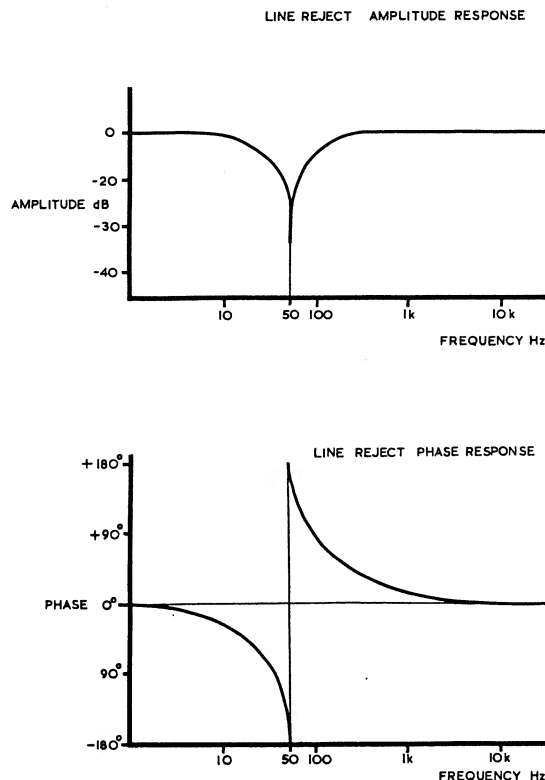 LINE REJECT AMPLITUDE RESPONSE
0
-20
AMPLITUDE dB
-30
-40
10 50 100 1k 10k
FREQUENCY Hz
LINE REJECT PHASE RESPONSE
+180°
+90°
PHASE 0°
90°
-180°
10 50 100 1k 10k
FREQUENCY Hz